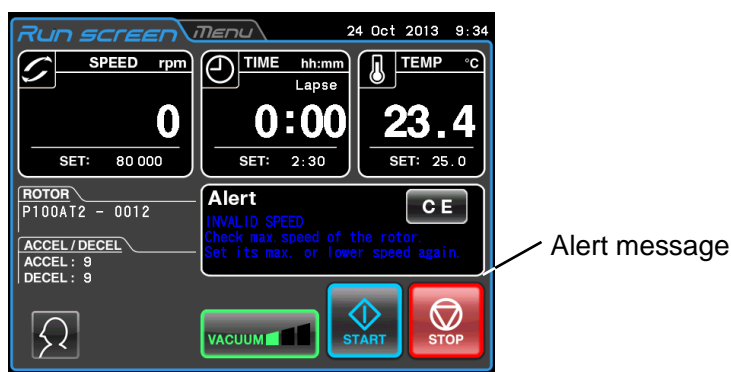 Run screen Menu 24 Oct 2013 9:34
SPEED rpm
0
SET: 80 000
TIME hh:mm
Lapse
0:00
SET: 2:30
TEMP °C
23.4
SET: 25.0
ROTOR
P100AT2 - 0012
ACCEL/DECEL
ACCEL: 9
DECEL: 9
Alert
CE
INVALID SPEED
Check max.speed of the rotor.
Set its max. or lower speed again.
Alert message
VACUUM
START
STOP